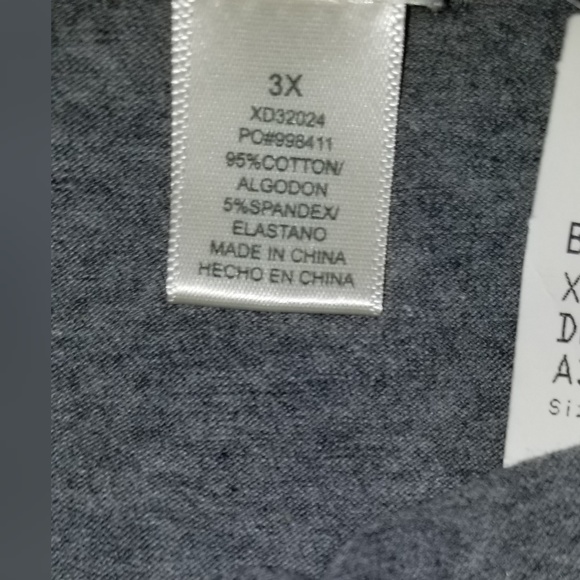 3X
XD32024
PO#998411
95%COTTON/
ALGODON
5%SPANDEX/
ELASTANO
MADE IN CHINA
HECHO EN CHINA